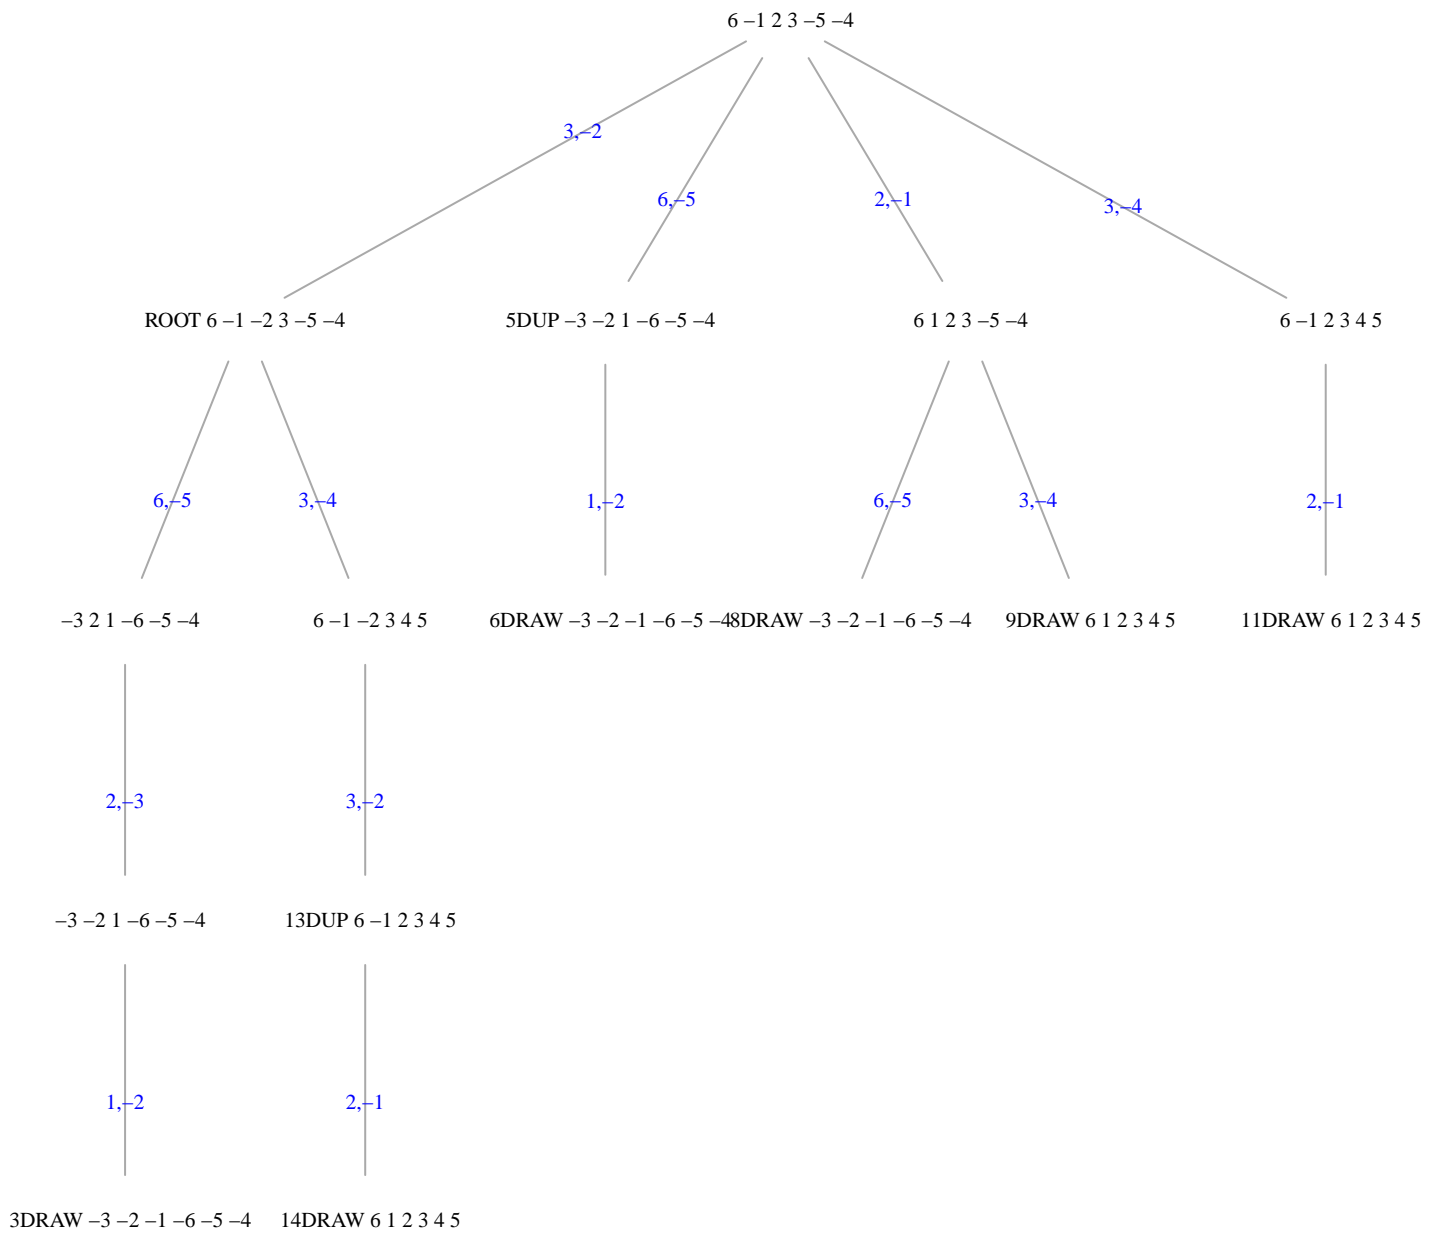 6 –1 2 3 –5 –4
3,–2
6,–5
2,–1
3,–4
ROOT 6 –1 –2 3 –5 –4
5DUP –3 –2 1 –6 –5 –4
6 1 2 3 –5 –4
6 –1 2 3 4 5
6,–5
3,–4
1,–2
6,–5
3,–4
2,–1
–3 2 1 –6 –5 –4
6 –1 –2 3 4 5
6DRAW –3 –2 –1 –6 –5 –4
8DRAW –3 –2 –1 –6 –5 –4
9DRAW 6 1 2 3 4 5
11DRAW 6 1 2 3 4 5
2,–3
3,–2
–3 –2 1 –6 –5 –4
13DUP 6 –1 2 3 4 5
1,–2
2,–1
3DRAW –3 –2 –1 –6 –5 –4
14DRAW 6 1 2 3 4 5